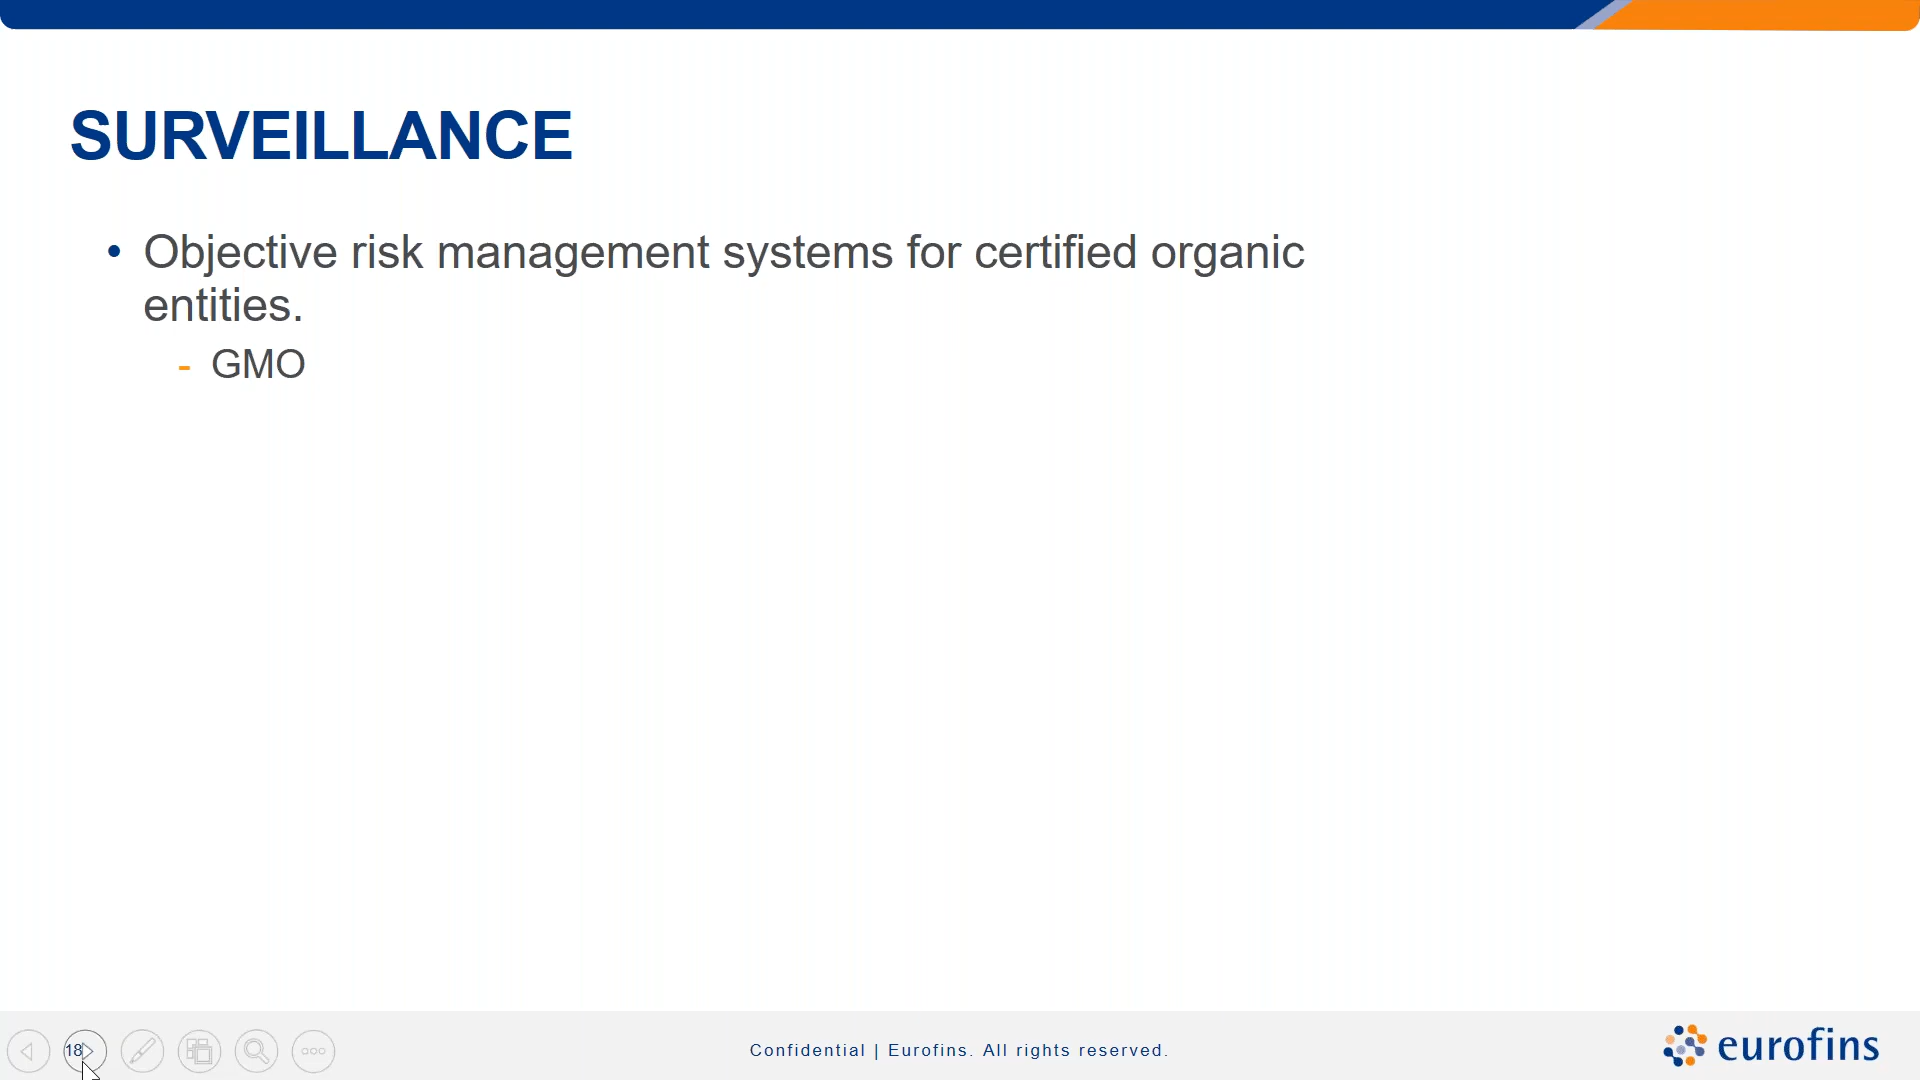 SURVEILLANCE
• Objective risk management systems for certified organic
entities.
- GMO
18
Confidential | Eurofins. All rights reserved.
eurofins